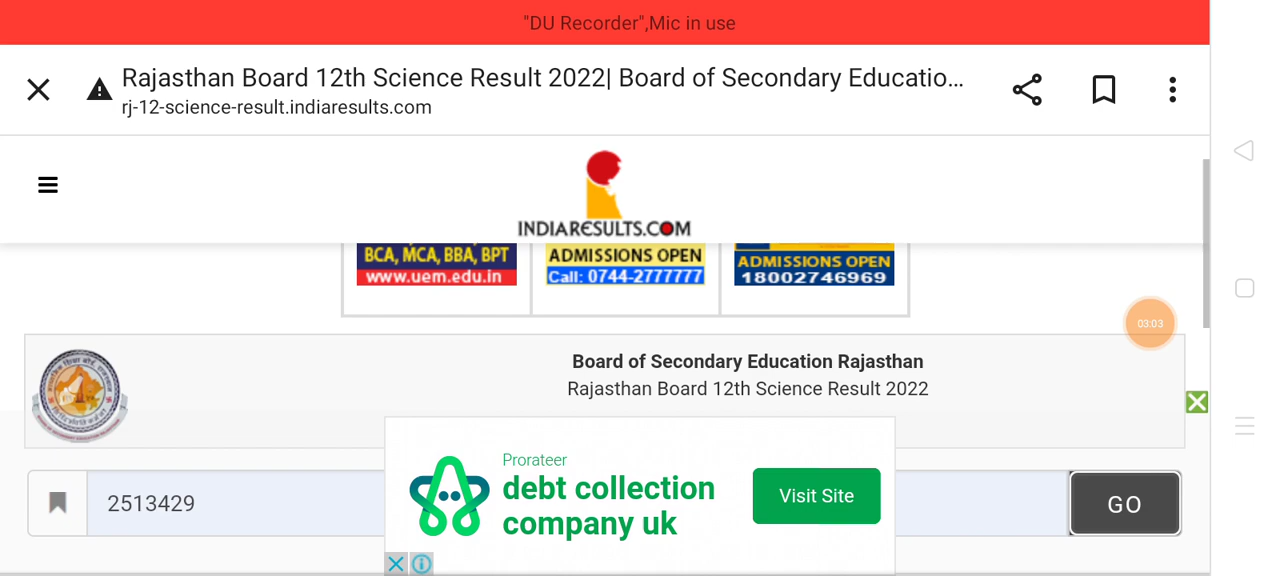 "DU Recorder",Mic in use
Rajasthan Board 12th Science Result 2022| Board of Secondary Educatio...
rj-12-science-result.indiaresults.com
INDIARESULTS.COM
BCA, MCA, BBA, BPT
www.uem.edu.in
ADMISSIONS OPEN
Call: 0744-2777777
ADMISSIONS OPEN
18002746969
03:03
Board of Secondary Education Rajasthan
Rajasthan Board 12th Science Result 2022
Prorateer
debt collection
company uk
Visit Site
2513429
GO